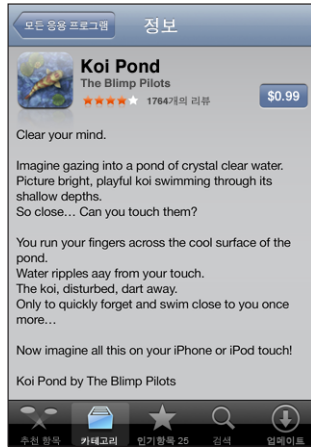 모든 응용 프로그램
정보
Koi Pond
The Blimp Pilots
1764개의 리뷰
$0.99
Clear your mind.
Imagine gazing into a pond of crystal clear water.
Picture bright, playful koi swimming through its
shallow depths.
So close... Can you touch them?
You run your fingers across the cool surface of the
pond.
Water ripples aay from your touch.
The koi, disturbed, dart away.
Only to quickly forget and swim close to you once
more...
Now imagine all this on your iPhone or iPod touch!
Koi Pond by The Blimp Pilots
추천 항목
카테고리
인기항목 25
검색
업데이트